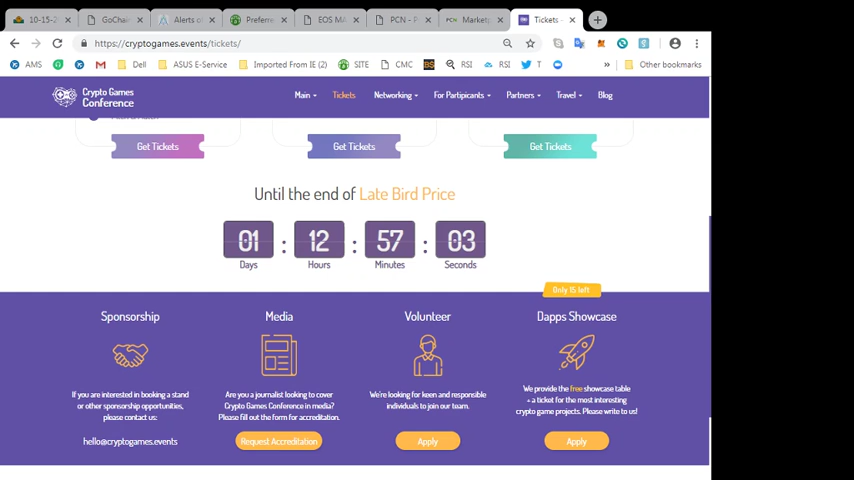 10-15-2
GoChai
Alerts o
Preferre
EOS MA
PCN - P
Marketp
Tickets -
https://cryptogames.events/tickets/
AMS
Dell
ASUS E-Service
Imported From IE (2)
SITE
CMC
BS
RSI
RSI
T
»
Other bookmarks
Crypto Games
Conference
Main
Tickets
Networking
For Partipicants
Partners
Travel
Blog
Get Tickets
Get Tickets
Get Tickets
Until the end of Late Bird Price
01 : 12 : 57 : 03
Days Hours Minutes Seconds
Only 15 left
Sponsorship
If you are interested in booking a stand
or other sponsorship opportunities,
please contact us:
hello@cryptogames.events
Media
Are you a journalist looking to cover
Crypto Games Conference in media?
Please fill out the form for accreditation.
Request Accreditation
Volunteer
We're looking for keen and responsible
individuals to join our team.
Apply
Dapps Showcase
We provide the free showcase table
+ a ticket for the most interesting
crypto game projects. Please write to us!
Apply